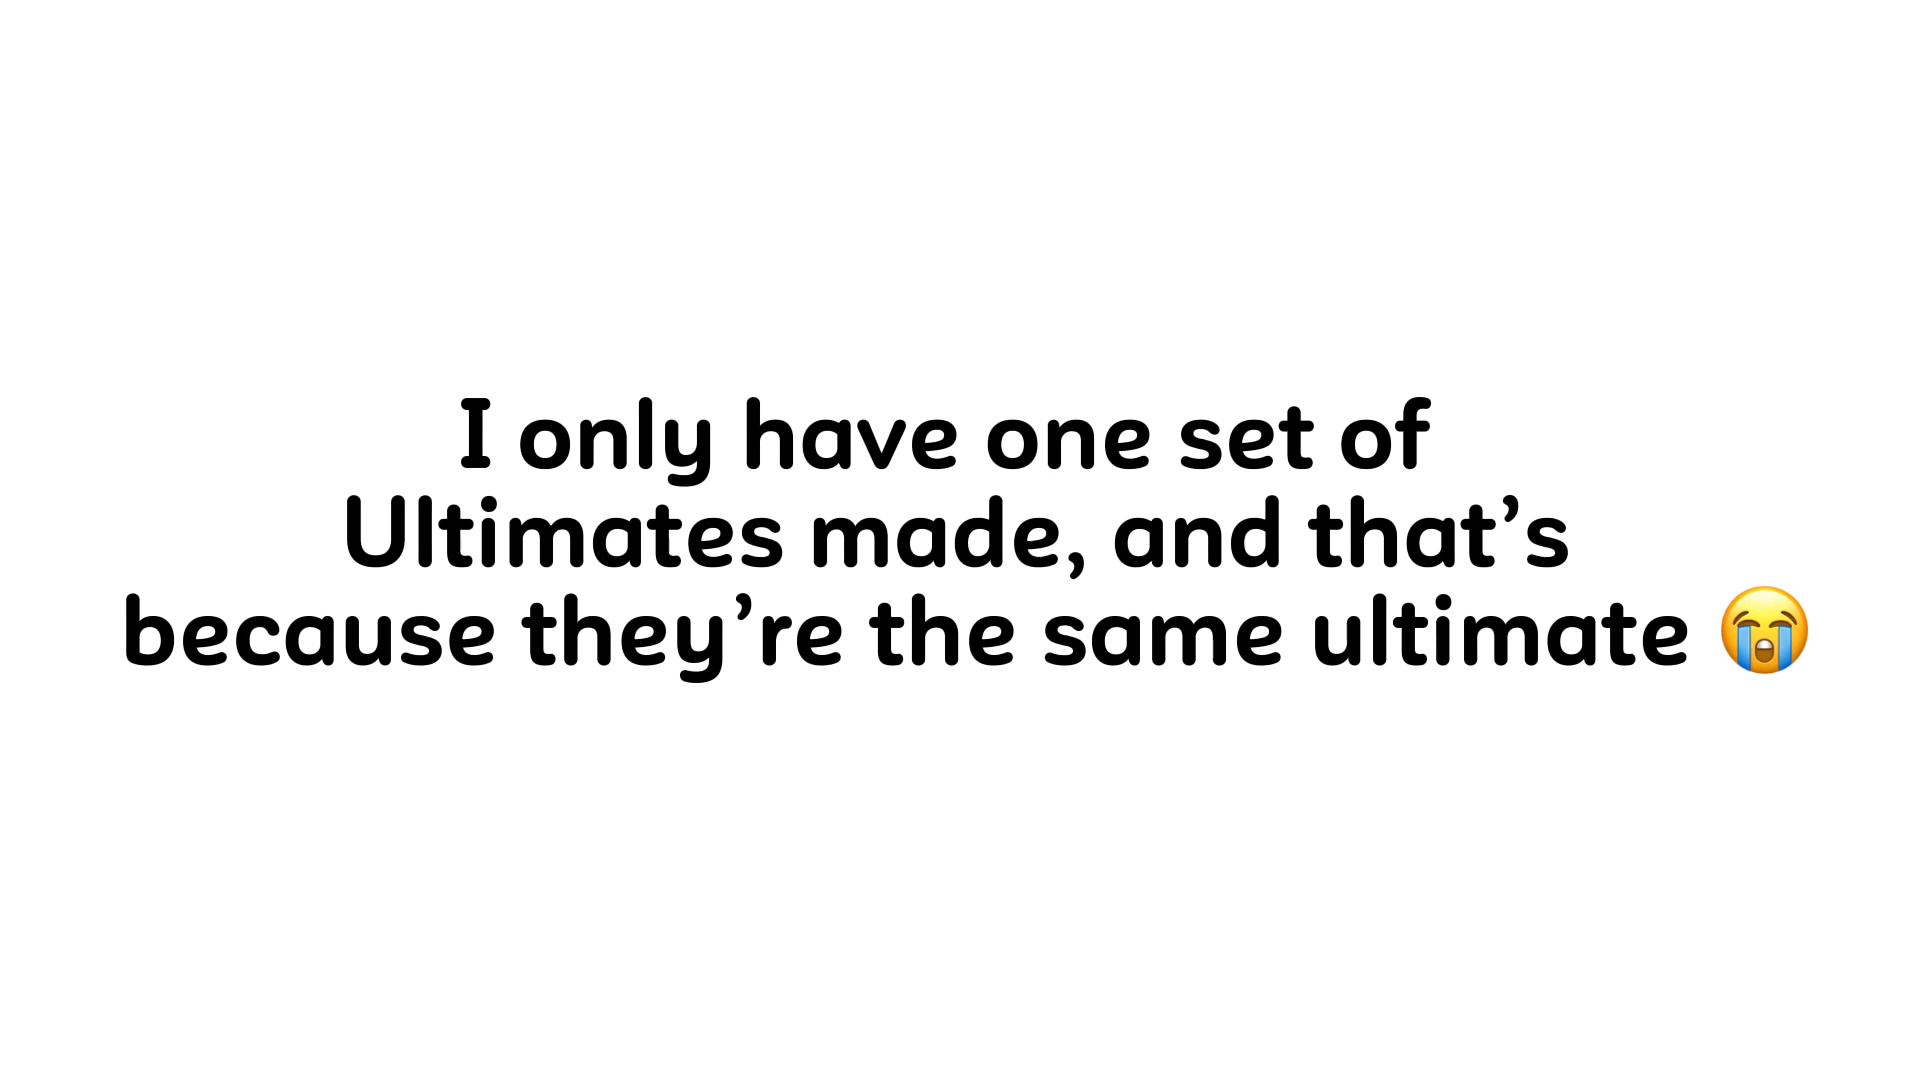 I only have one set of
Ultimates made, and that’s
because they’re the same ultimate 😭